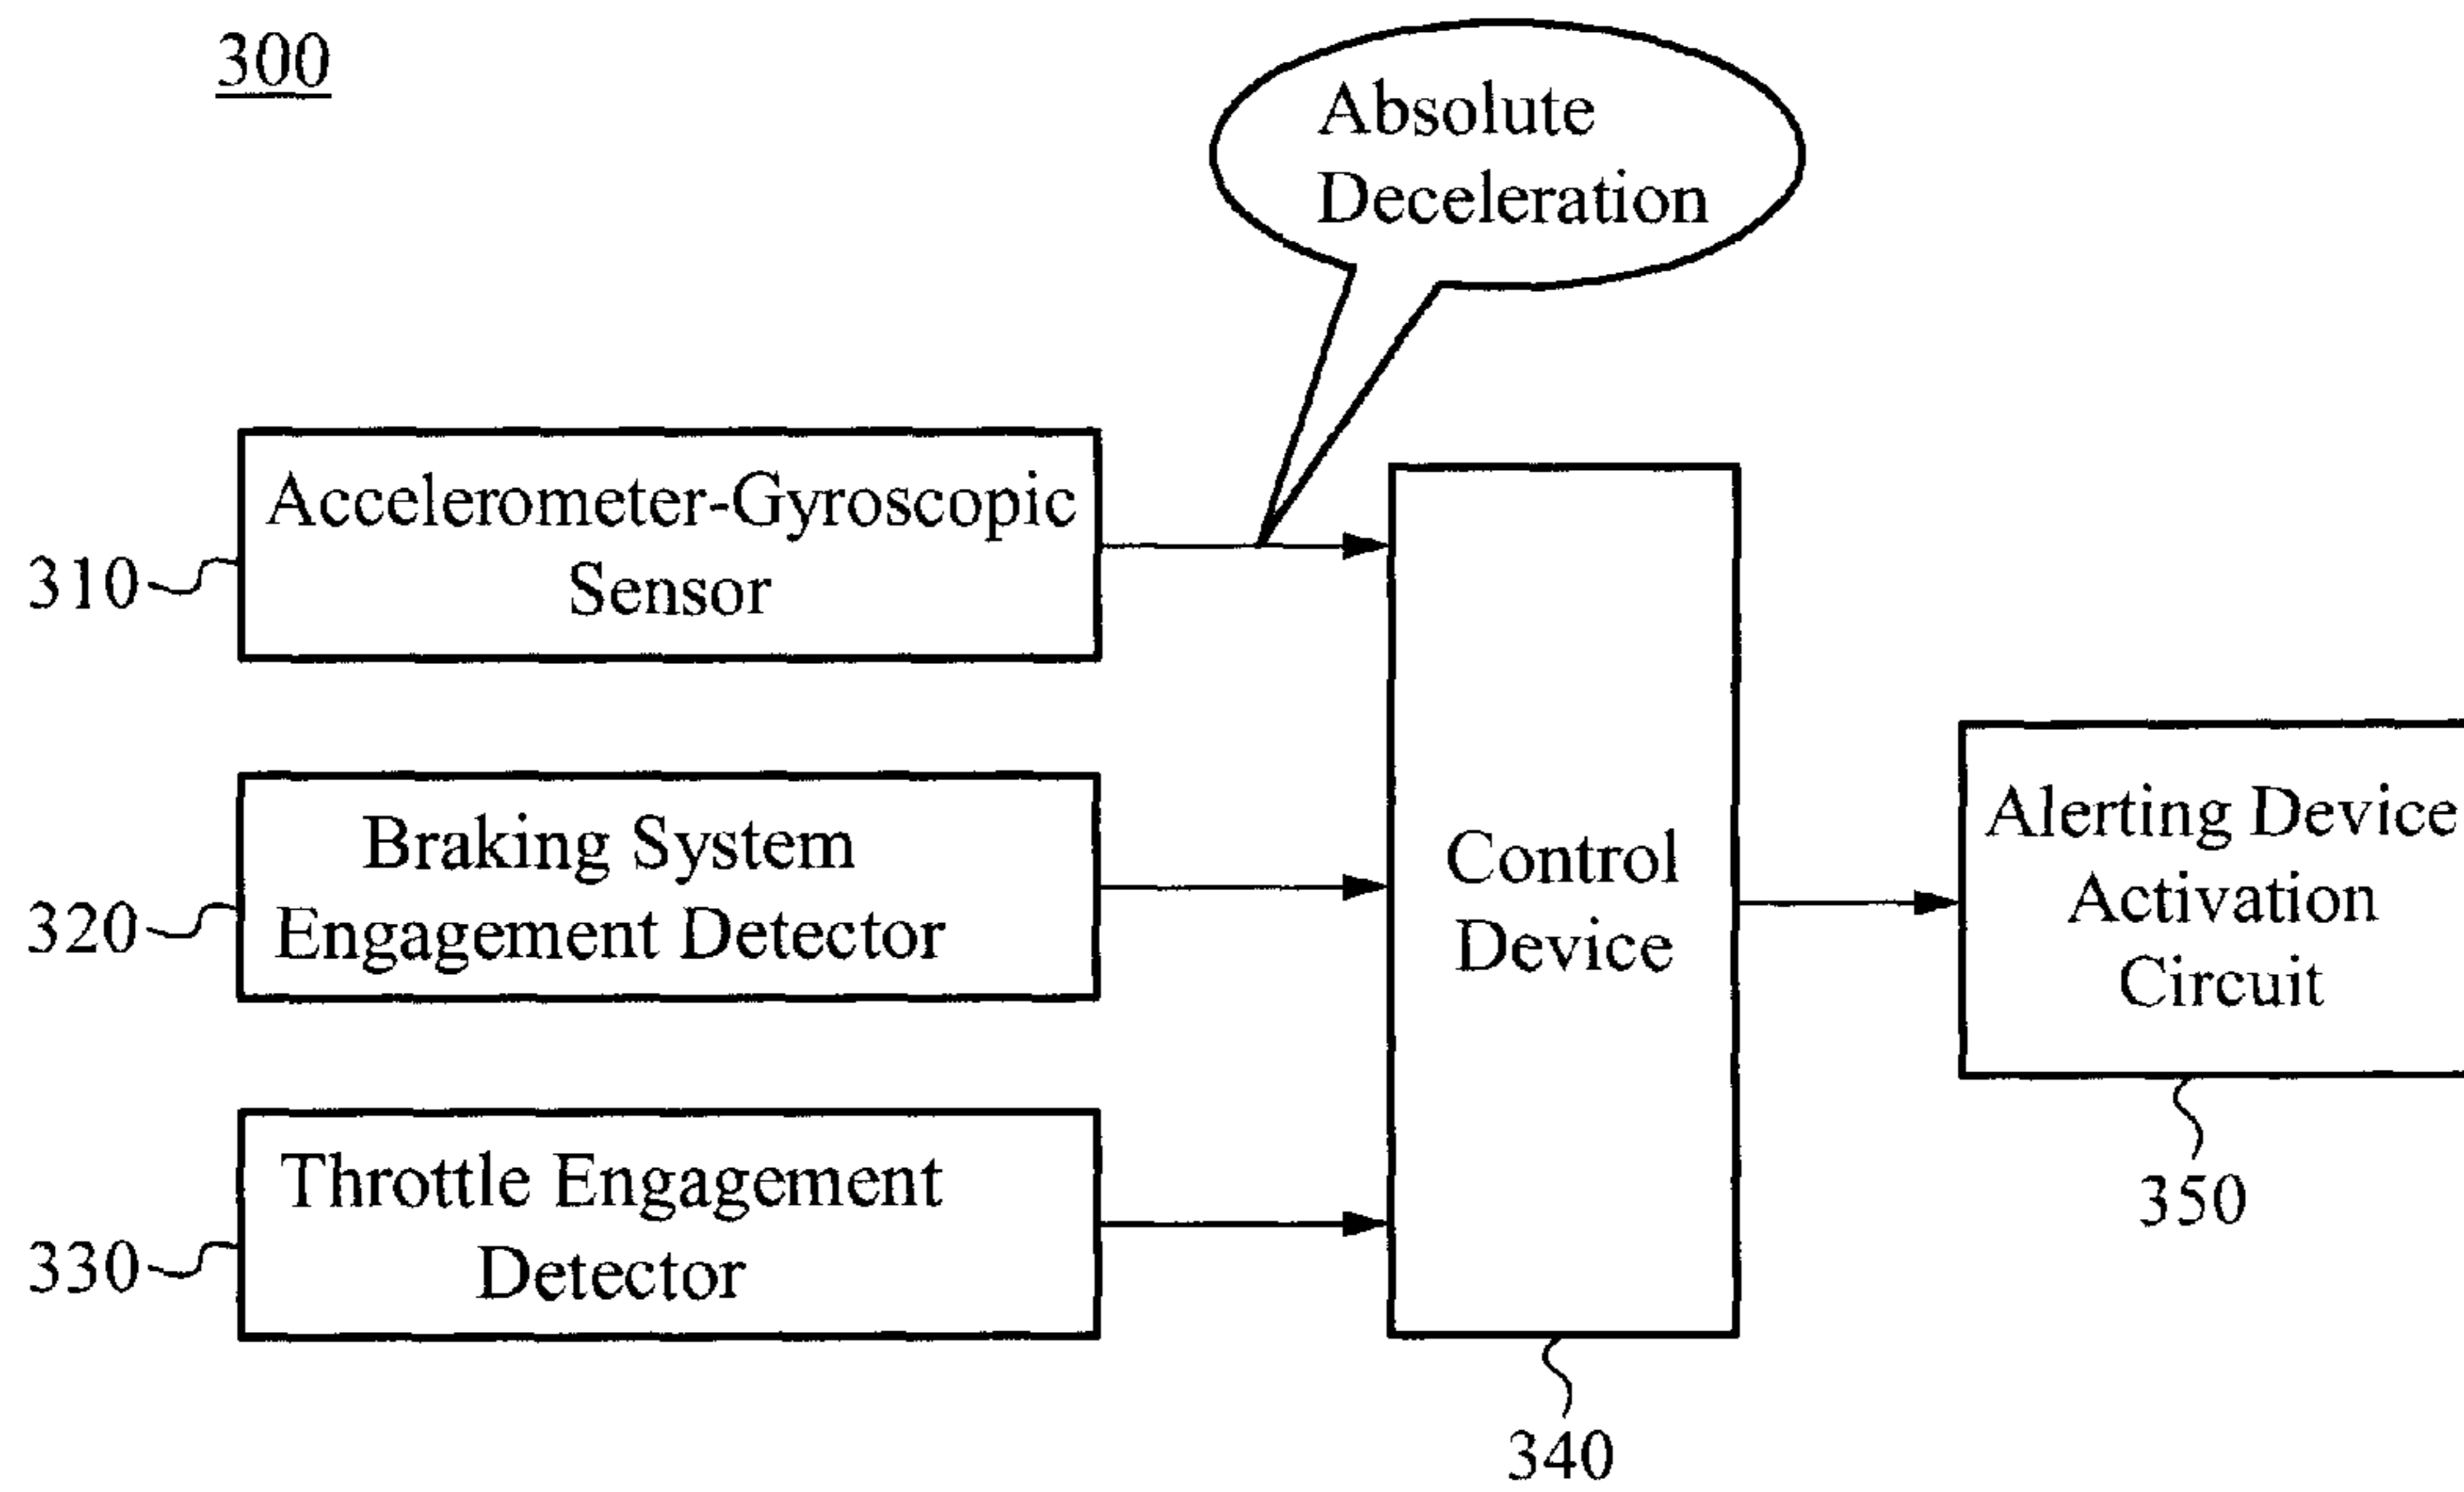 300
Absolute
Deceleration
Accelerometer-Gyroscopic
Sensor
310
Braking System
Engagement Detector
320
Throttle Engagement
Detector
330
Control
Device
340
Alerting Device
Activation
Circuit
350